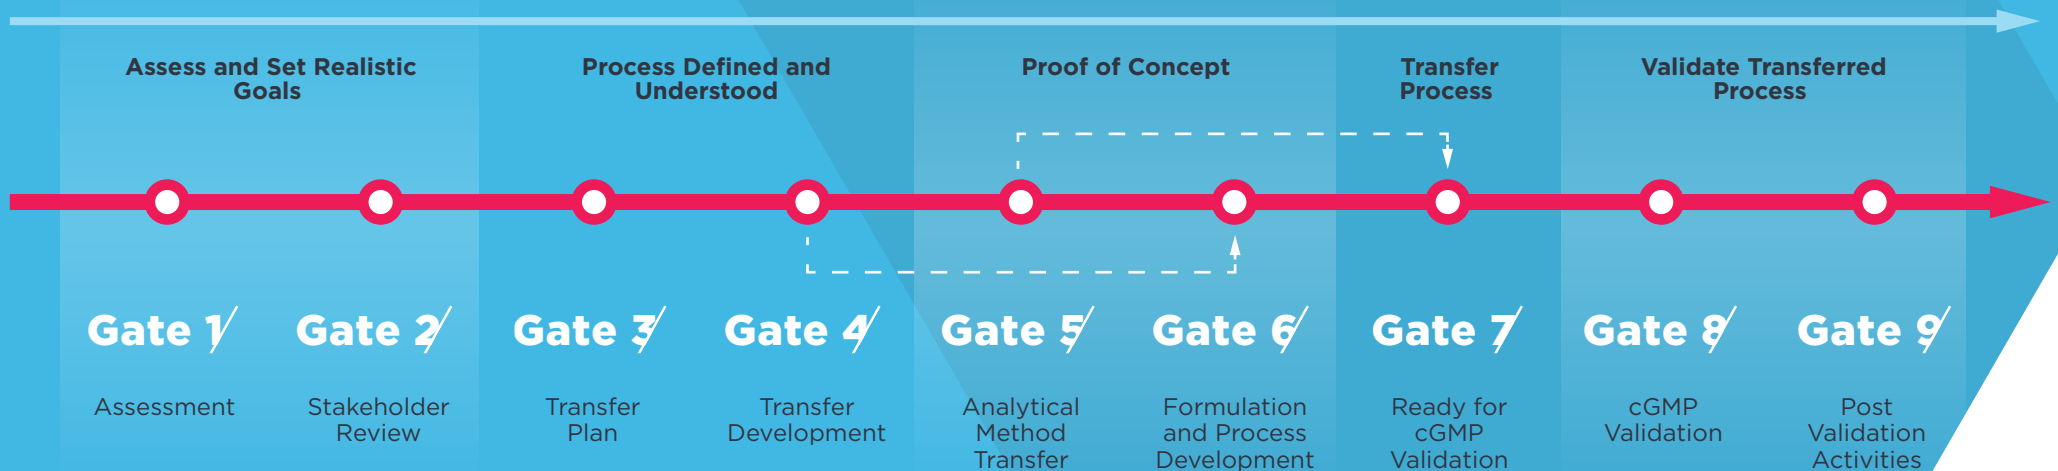 Assess and Set Realistic
Goals
Process Defined and
Understood
Proof of Concept
Transfer
Process
Validate Transferred
Process
Gate 1
Gate 2
Gate 3
Gate 4
Gate 5
Gate 6
Gate 7
Gate 8
Gate 9
Assessment
Stakeholder
Review
Transfer
Plan
Transfer
Development
Analytical
Method
Transfer
Formulation
and Process
Development
Ready for
cGMP
Validation
cGMP
Validation
Post
Validation
Activities